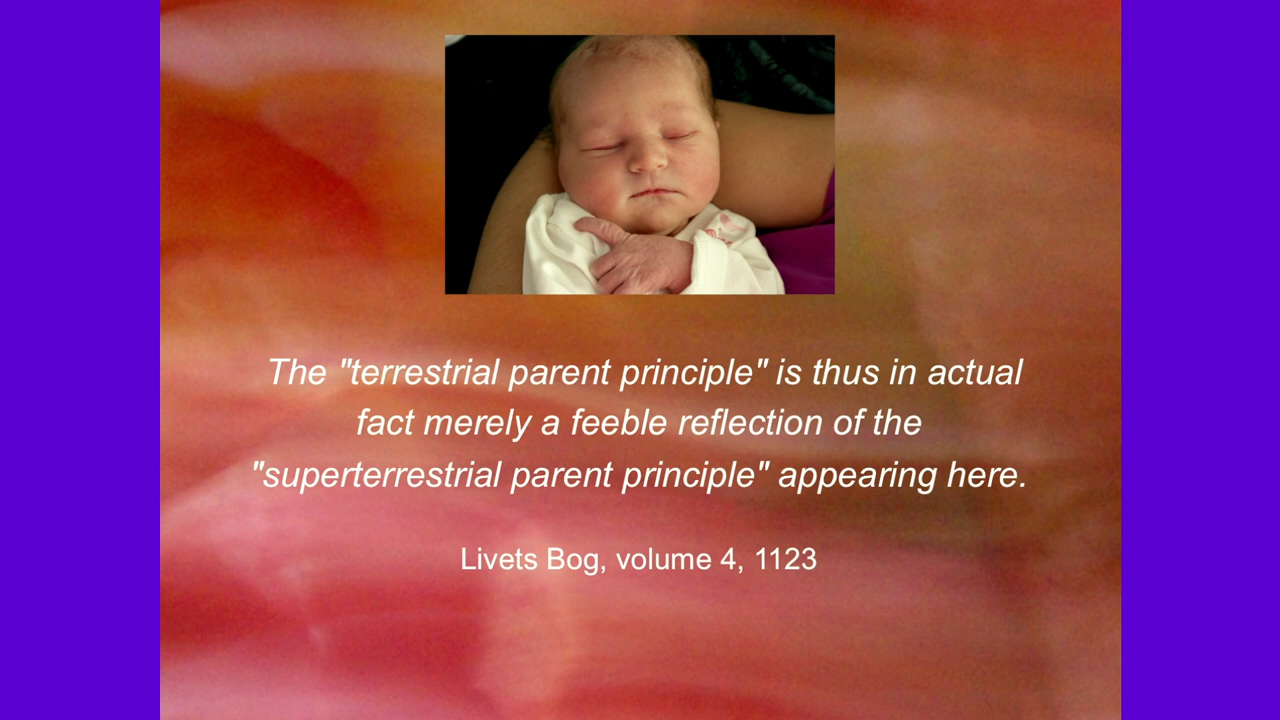 The "terrestrial parent principle" is thus in actual
fact merely a feeble reflection of the
"superterrestrial parent principle" appearing here.
Livets Bog, volume 4, 1123